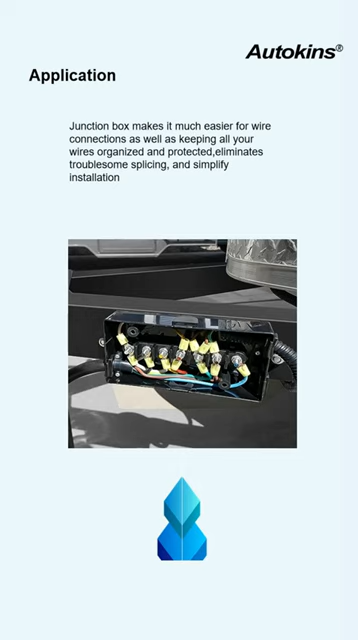 Autokins®
Application
Junction box makes it much easier for wire
connections as well as keeping all your
wires organized and protected,eliminates
troublesome splicing, and simplify
installation